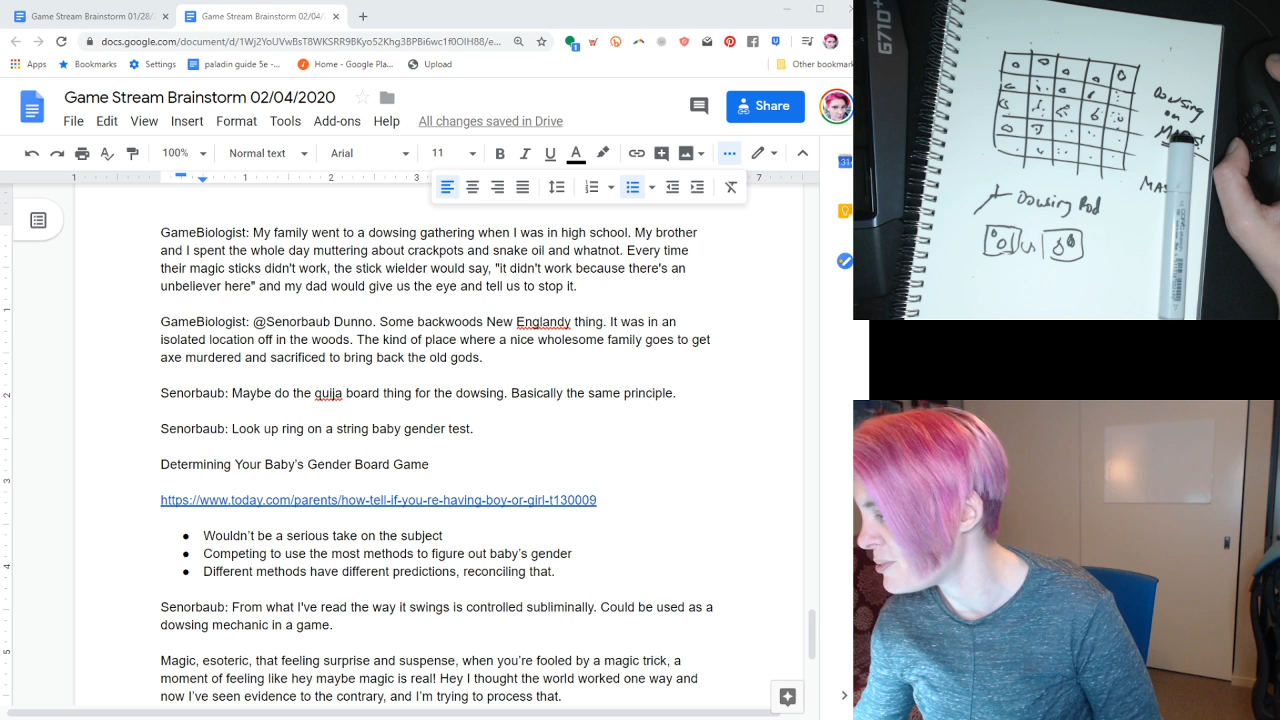 Game Stream Brainstorm 01/28/
Game Stream Brainstorm 02/04/
docs.google.com/document/d/1Wj2YoUVwBsT8WKSRR9BKyo52Khg3BPBi6wc1f0OIH88/e...
Apps
Bookmarks
Settings
paladin guide 5e -...
Home - Google Pla...
Upload
Other bookmark
Game Stream Brainstorm 02/04/2020
Share
File Edit View Insert Format Tools Add-ons Help All changes saved in Drive
100% Normal text Arial 11
1 1 2 3 7
GameBiologist: My family went to a dowsing gathering when I was in high school. My brother
and I spent the whole day muttering about crackpots and snake oil and whatnot. Every time
their magic sticks didn't work, the stick wielder would say, "it didn't work because there's an
unbeliever here" and my dad would give us the eye and tell us to stop it.
GameBiologist: @Senorbaub Dunno. Some backwoods New Englandy thing. It was in an
isolated location off in the woods. The kind of place where a nice wholesome family goes to get
axe murdered and sacrificed to bring back the old gods.
Senorbaub: Maybe do the quija board thing for the dowsing. Basically the same principle.
Senorbaub: Look up ring on a string baby gender test.
Determining Your Baby's Gender Board Game
https://www.today.com/parents/how-tell-if-you-re-having-boy-or-girl-t130009
● Wouldn't be a serious take on the subject
● Competing to use the most methods to figure out baby's gender
● Different methods have different predictions, reconciling that.
Senorbaub: From what I've read the way it swings is controlled subliminally. Could be used as a
dowsing mechanic in a game.
Magic, esoteric, that feeling surprise and suspense, when you're fooled by a magic trick, a
moment of feeling like hey maybe magic is real! Hey I thought the world worked one way and
now I've seen evidence to the contrary, and I'm trying to process that.
G710+
Dowsing
on
Dowsing Rod